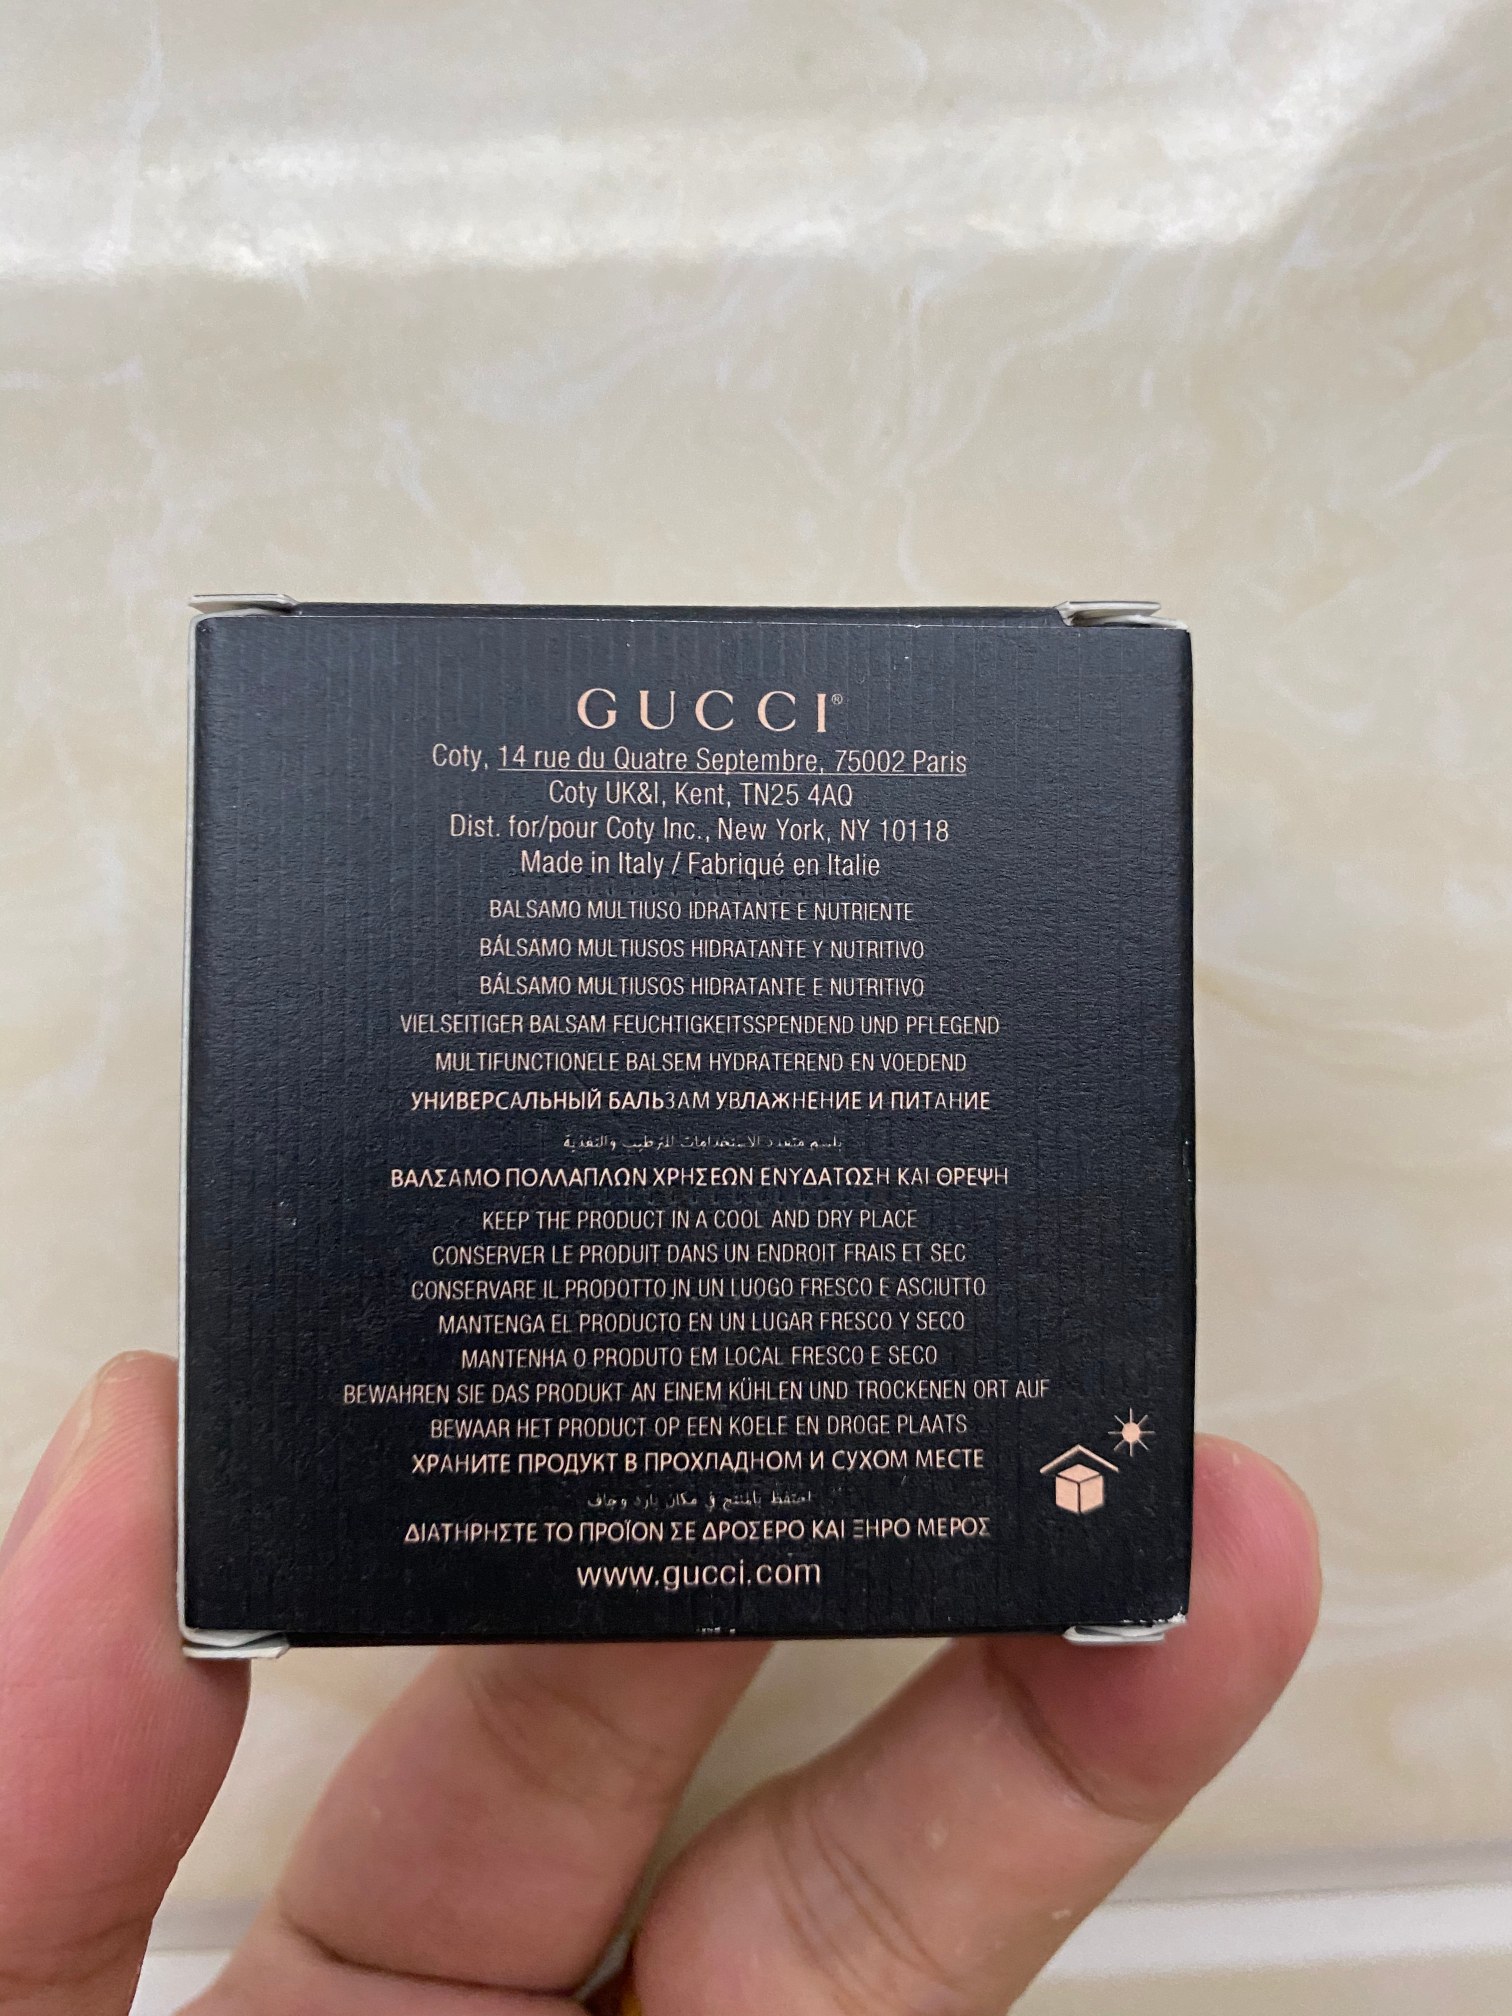 GUCCI®
Coty, 14 rue du Quatre Septembre, 75002 Paris
Coty UK&I, Kent, TN25 4AQ
Dist. for/pour Coty Inc., New York, NY 10118
Made in Italy / Fabriqué en Italie
BALSAMO MULTIUSO IDRATANTE E NUTRIENTE
BÁLSAMO MULTIUSOS HIDRATANTE Y NUTRITIVO
BÁLSAMO MULTIUSOS HIDRATANTE E NUTRITIVO
VIELSEITIGER BALSAM FEUCHTIGKEITSSPENDEND UND PFLEGEND
MULTIFUNCTIONELE BALSEM HYDRATEREND EN VOEDEND
УНИВЕРСАЛЬНЫЙ БАЛЬЗАМ УВЛАЖНЕНИЕ И ПИТАНИЕ
بلسم متعدد الاستخدامات للترطيب والتغذية
ΒΑΛΣΑΜΟ ΠΟΛΛΑΠΛΩΝ ΧΡΗΣΕΩΝ ΕΝΥΔΑΤΩΣΗ ΚΑΙ ΘΡΕΨΗ
KEEP THE PRODUCT IN A COOL AND DRY PLACE
CONSERVER LE PRODUIT DANS UN ENDROIT FRAIS ET SEC
CONSERVARE IL PRODOTTO IN UN LUOGO FRESCO E ASCIUTTO
MANTENGA EL PRODUCTO EN UN LUGAR FRESCO Y SECO
MANTENHA O PRODUTO EM LOCAL FRESCO E SECO
BEWAHREN SIE DAS PRODUKT AN EINEM KÜHLEN UND TROCKENEN ORT AUF
BEWAAR HET PRODUCT OP EEN KOELE EN DROGE PLAATS
ХРАНИТЕ ПРОДУКТ В ПРОХЛАДНОМ И СУХОМ МЕСТЕ
احتفظ بالمنتج في مكان بارد وجاف
ΔΙΑΤΗΡΗΣΤΕ ΤΟ ΠΡΟΪΟΝ ΣΕ ΔΡΟΣΕΡΟ ΚΑΙ ΞΗΡΟ ΜΕΡΟΣ
www.gucci.com